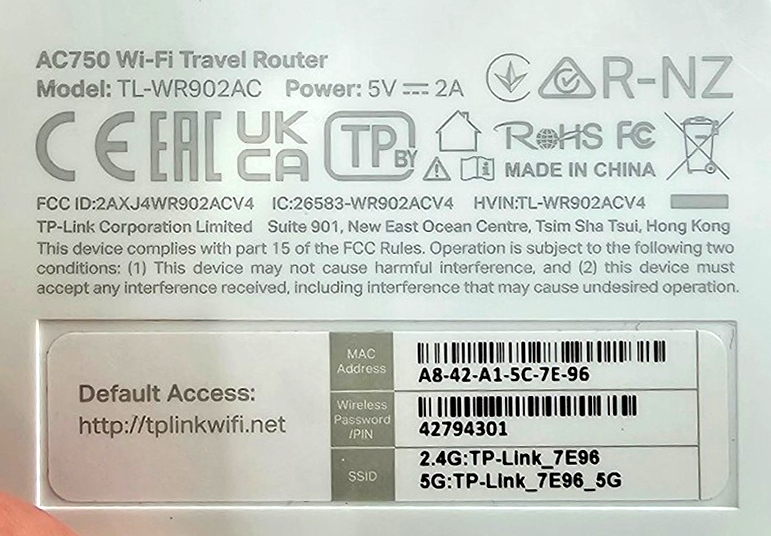 AC750 Wi-Fi Travel Router
Model: TL-WR902AC Power: 5V ⎓ 2A
R-NZ
CE EAC UK CA TP BY RoHS FC
MADE IN CHINA
FCC ID:2AXJ4WR902ACV4 IC:26583-WR902ACV4 HVIN:TL-WR902ACV4
TP-Link Corporation Limited Suite 901, New East Ocean Centre, Tsim Sha Tsui, Hong Kong
This device complies with part 15 of the FCC Rules. Operation is subject to the following two
conditions: (1) This device may not cause harmful interference, and (2) this device must
accept any interference received, including interference that may cause undesired operation.
Default Access:
http://tplinkwifi.net
MAC
Address
A8-42-A1-5C-7E-96
Wireless
Password
/PIN
42794301
SSID
2.4G:TP-Link_7E96
5G:TP-Link_7E96_5G